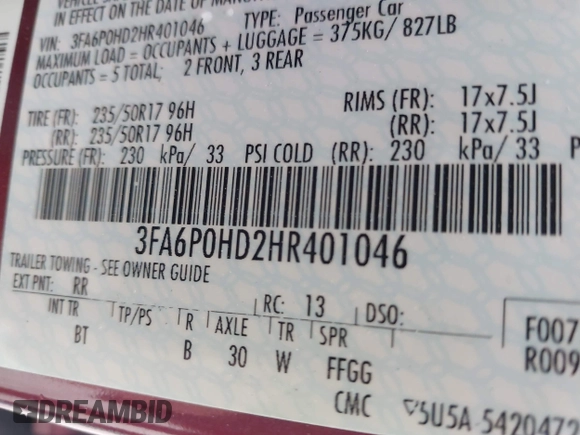 IN EFFECT ON THE DATE OF MANUF
VIN: 3FA6P0HD2HR401046 TYPE: Passenger Car
MAXIMUM LOAD = OCCUPANTS + LUGGAGE = 375KG/ 827LB
OCCUPANTS = 5 TOTAL; 2 FRONT, 3 REAR
TIRE (FR): 235/50R17 96H RIMS (FR): 17x7.5J
(RR): 235/50R17 96H (RR): 17x7.5J
PRESSURE (FR): 230 kPa/ 33 PSI COLD (RR): 230 kPa/ 33 P
3FA6P0HD2HR401046
TRAILER TOWING - SEE OWNER GUIDE
EXT PNT: RR RC: 13 DSO:
INT TR TP/PS R AXLE TR SPR F007
BT B 30 W FFGG R009
CMC 5U5A-5420472
DREAMBID